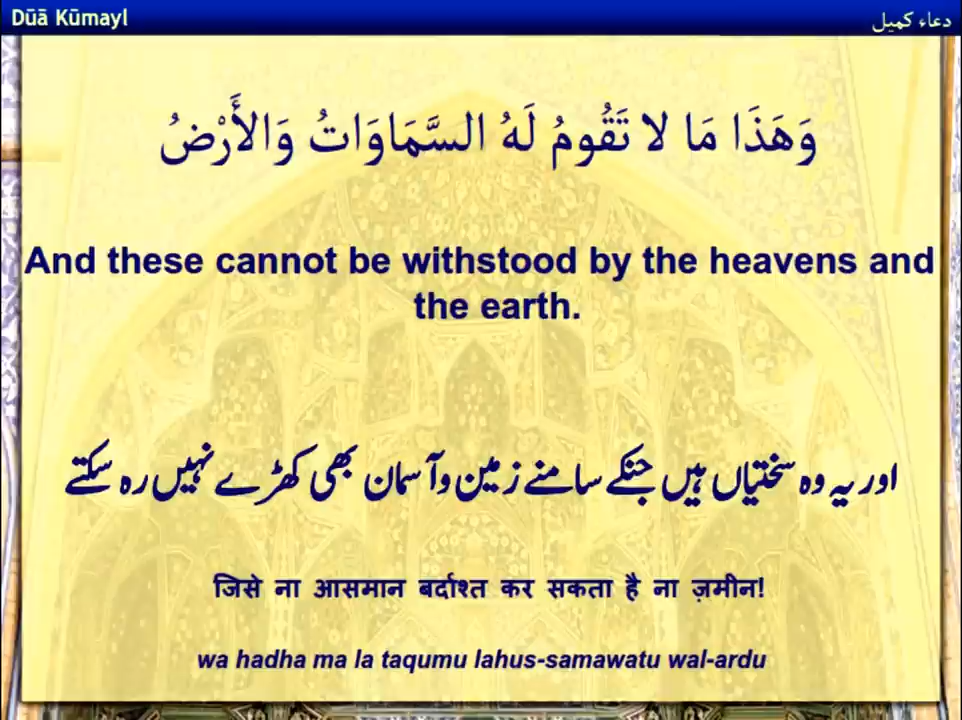 Dūā Kūmayl
دعاء كميل
وَهَذَا مَا لا تَقُومُ لَهُ السَّمَاوَاتُ وَالأَرْضُ
And these cannot be withstood by the heavens and
the earth.
اور یہ وہ سختیاں ہیں جنکے سامنے زمین و آسمان بھی کھڑے نہیں رہ سکتے
जिसे ना आसमान बर्दाश्त कर सकता है ना ज़मीन!
wa hadha ma la taqumu lahus-samawatu wal-ardu